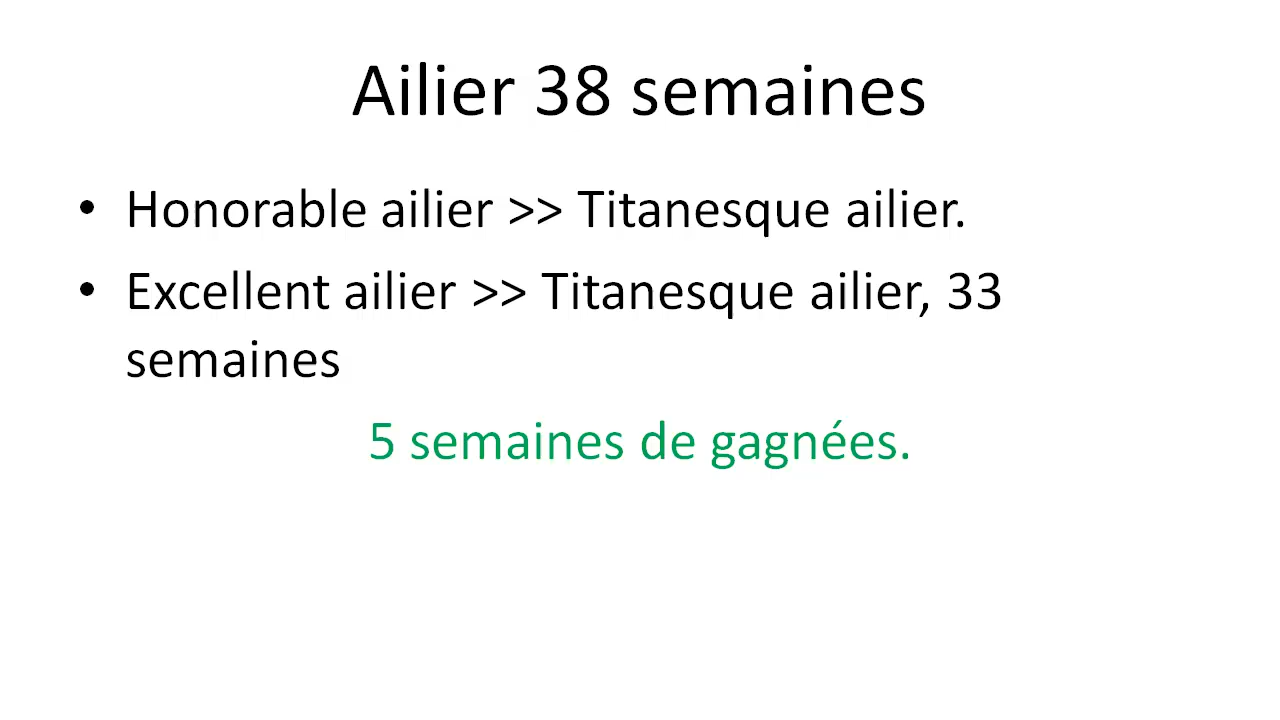 Ailier 38 semaines
• Honorable ailier >> Titanesque ailier.
• Excellent ailier >> Titanesque ailier, 33
semaines
5 semaines de gagnées.